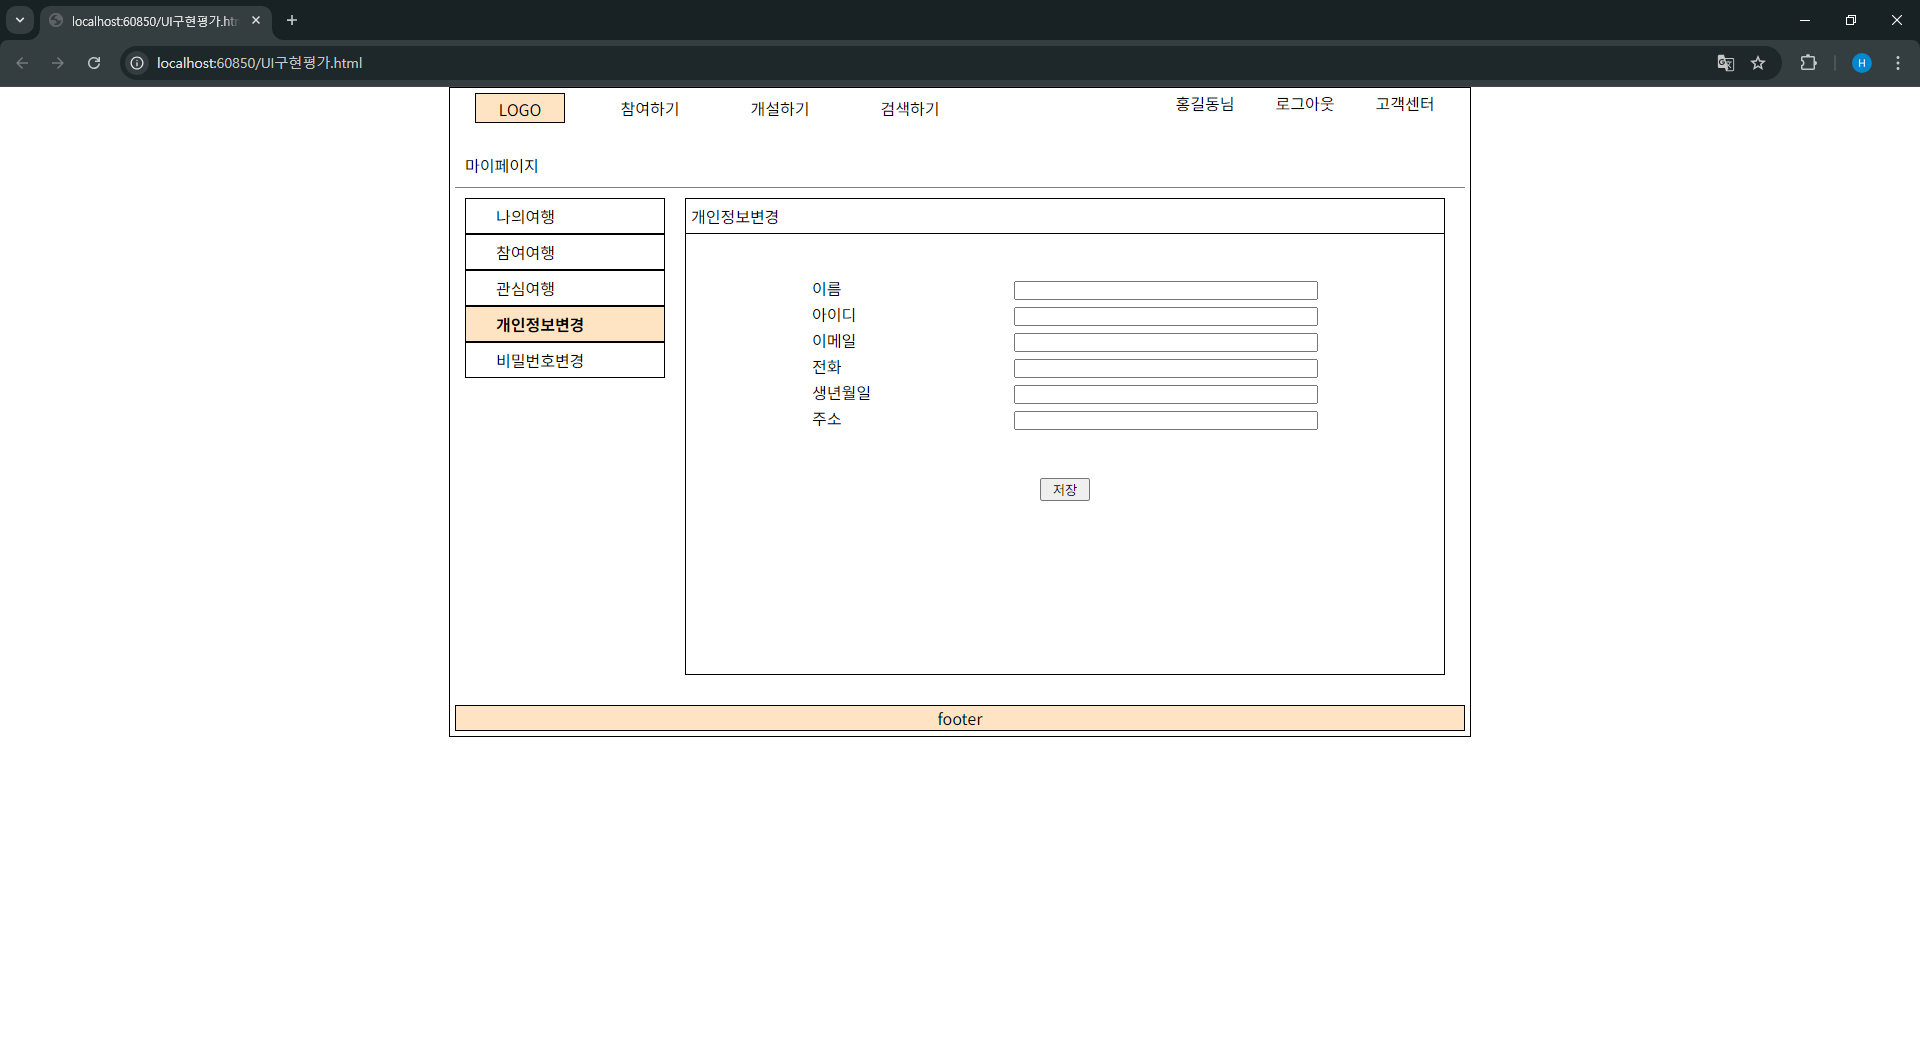 localhost:60850/UI구현평가.ht
localhost:60850/UI구현평가.html
H
LOGO 참여하기 개설하기 검색하기 홍길동님 로그아웃 고객센터
마이페이지
나의여행
참여여행
관심여행
개인정보변경
비밀번호변경
개인정보변경
이름
아이디
이메일
전화
생년월일
주소
저장
footer